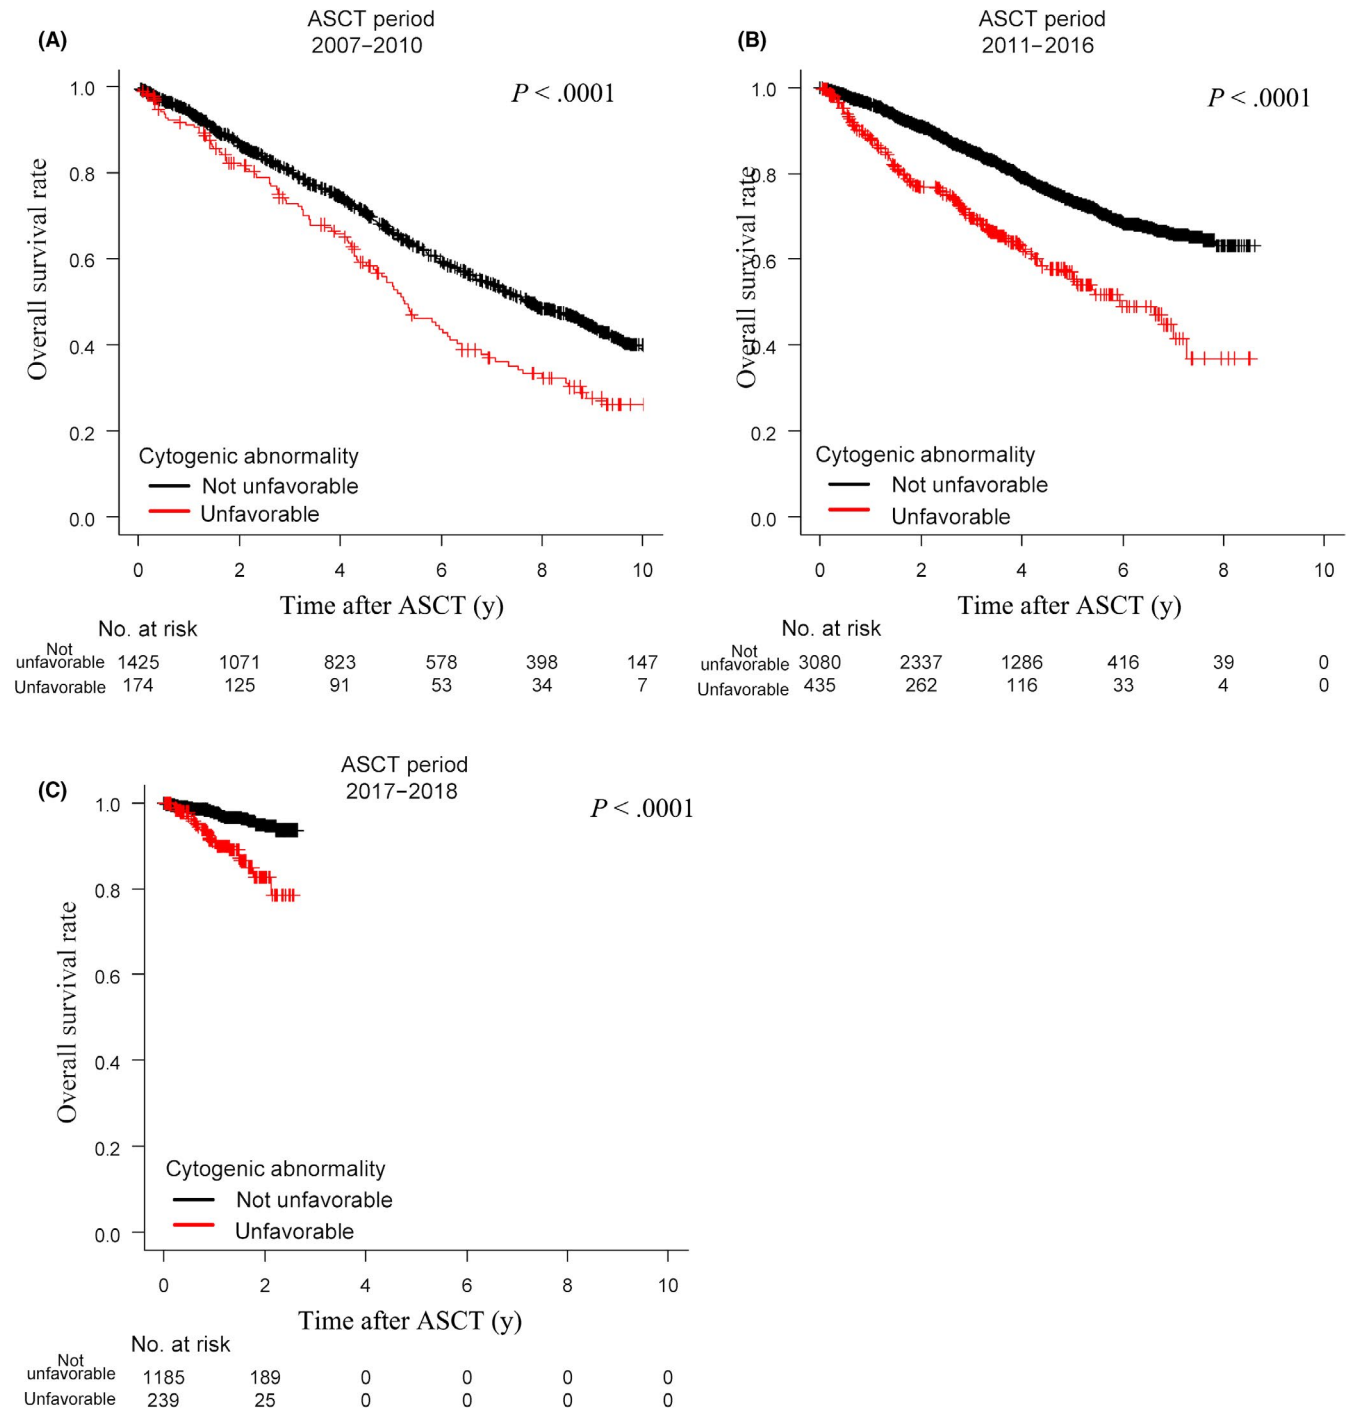 (A)
ASCT period
2007–2010
P < .0001
Overall survival rate
1.0
0.8
0.6
0.4
0.2
0.0
Cytogenic abnormality
Not unfavorable
Unfavorable
0 2 4 6 8 10
Time after ASCT (y)
No. at risk
Not
unfavorable 1425 1071 823 578 398 147
Unfavorable 174 125 91 53 34 7
(B)
ASCT period
2011–2016
P < .0001
Overall survival rate
1.0
0.8
0.6
0.4
0.2
0.0
Cytogenic abnormality
Not unfavorable
Unfavorable
0 2 4 6 8 10
Time after ASCT (y)
No. at risk
Not
unfavorable 3080 2337 1286 416 39 0
Unfavorable 435 262 116 33 4 0
(C)
ASCT period
2017–2018
P < .0001
Overall survival rate
1.0
0.8
0.6
0.4
0.2
0.0
Cytogenic abnormality
Not unfavorable
Unfavorable
0 2 4 6 8 10
Time after ASCT (y)
No. at risk
Not
unfavorable 1185 189 0 0 0 0
Unfavorable 239 25 0 0 0 0